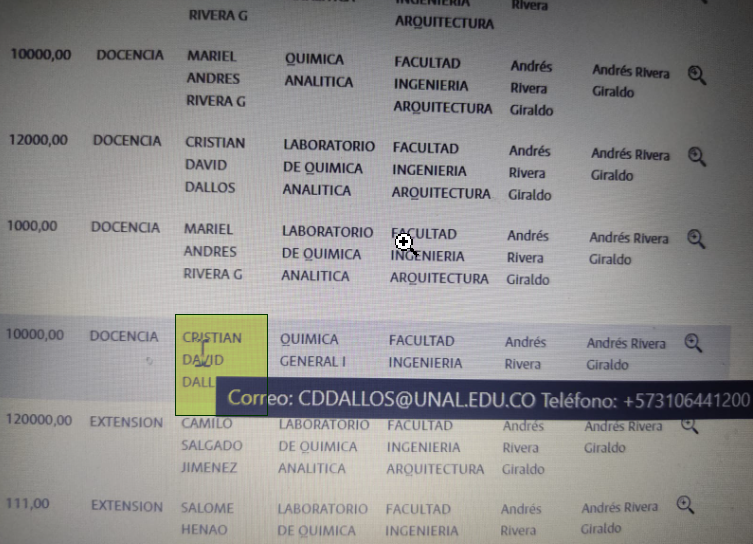 INGENIERIA Rivera
RIVERA G ARQUITECTURA
10000,00 DOCENCIA MARIEL QUIMICA FACULTAD Andrés Andrés Rivera
ANDRES ANALITICA INGENIERIA Rivera Giraldo
RIVERA G ARQUITECTURA Giraldo
12000,00 DOCENCIA CRISTIAN LABORATORIO FACULTAD Andrés Andrés Rivera
DAVID DE QUIMICA INGENIERIA Rivera Giraldo
DALLOS ANALITICA ARQUITECTURA Giraldo
1000,00 DOCENCIA MARIEL LABORATORIO FACULTAD Andrés Andrés Rivera
ANDRES DE QUIMICA INGENIERIA Rivera Giraldo
RIVERA G ANALITICA ARQUITECTURA Giraldo
10000,00 DOCENCIA CRISTIAN QUIMICA FACULTAD Andrés Andrés Rivera
DAVID GENERAL I INGENIERIA Rivera Giraldo
DALL
Correo: CDDALLOS@UNAL.EDU.CO Teléfono: +573106441200
120000,00 EXTENSION CAMILO LABORATORIO FACULTAD Andrés Andrés Rivera
SALGADO DE QUIMICA INGENIERIA Rivera Giraldo
JIMENEZ ANALITICA ARQUITECTURA Giraldo
111,00 EXTENSION SALOME LABORATORIO FACULTAD Andrés Andrés Rivera
HENAO DE QUIMICA INGENIERIA Rivera Giraldo